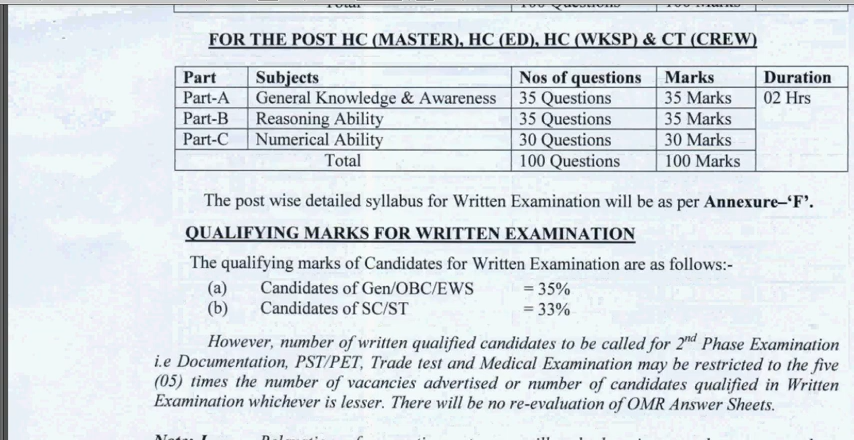 Total 100 Questions 100 Marks
FOR THE POST HC (MASTER), HC (ED), HC (WKSP) & CT (CREW)
Part Subjects Nos of questions Marks Duration
Part-A General Knowledge & Awareness 35 Questions 35 Marks 02 Hrs
Part-B Reasoning Ability 35 Questions 35 Marks
Part-C Numerical Ability 30 Questions 30 Marks
Total 100 Questions 100 Marks
The post wise detailed syllabus for Written Examination will be as per Annexure–‘F’.
QUALIFYING MARKS FOR WRITTEN EXAMINATION
The qualifying marks of Candidates for Written Examination are as follows:-
(a) Candidates of Gen/OBC/EWS = 35%
(b) Candidates of SC/ST = 33%
However, number of written qualified candidates to be called for 2nd Phase Examination
i.e Documentation, PST/PET, Trade test and Medical Examination may be restricted to the five
(05) times the number of vacancies advertised or number of candidates qualified in Written
Examination whichever is lesser. There will be no re-evaluation of OMR Answer Sheets.